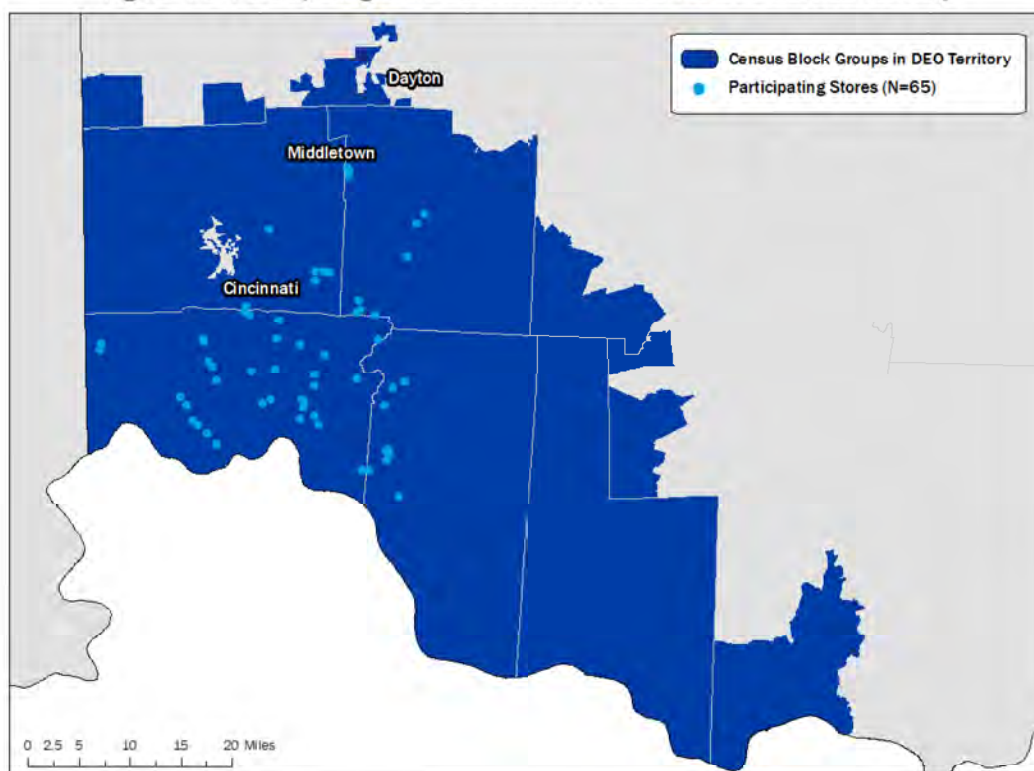 Census Block Groups in DEO Territory
Participating Stores (N=65)
Dayton
Middletown
Cincinnati
0 2.5 5 10 15 20 Miles